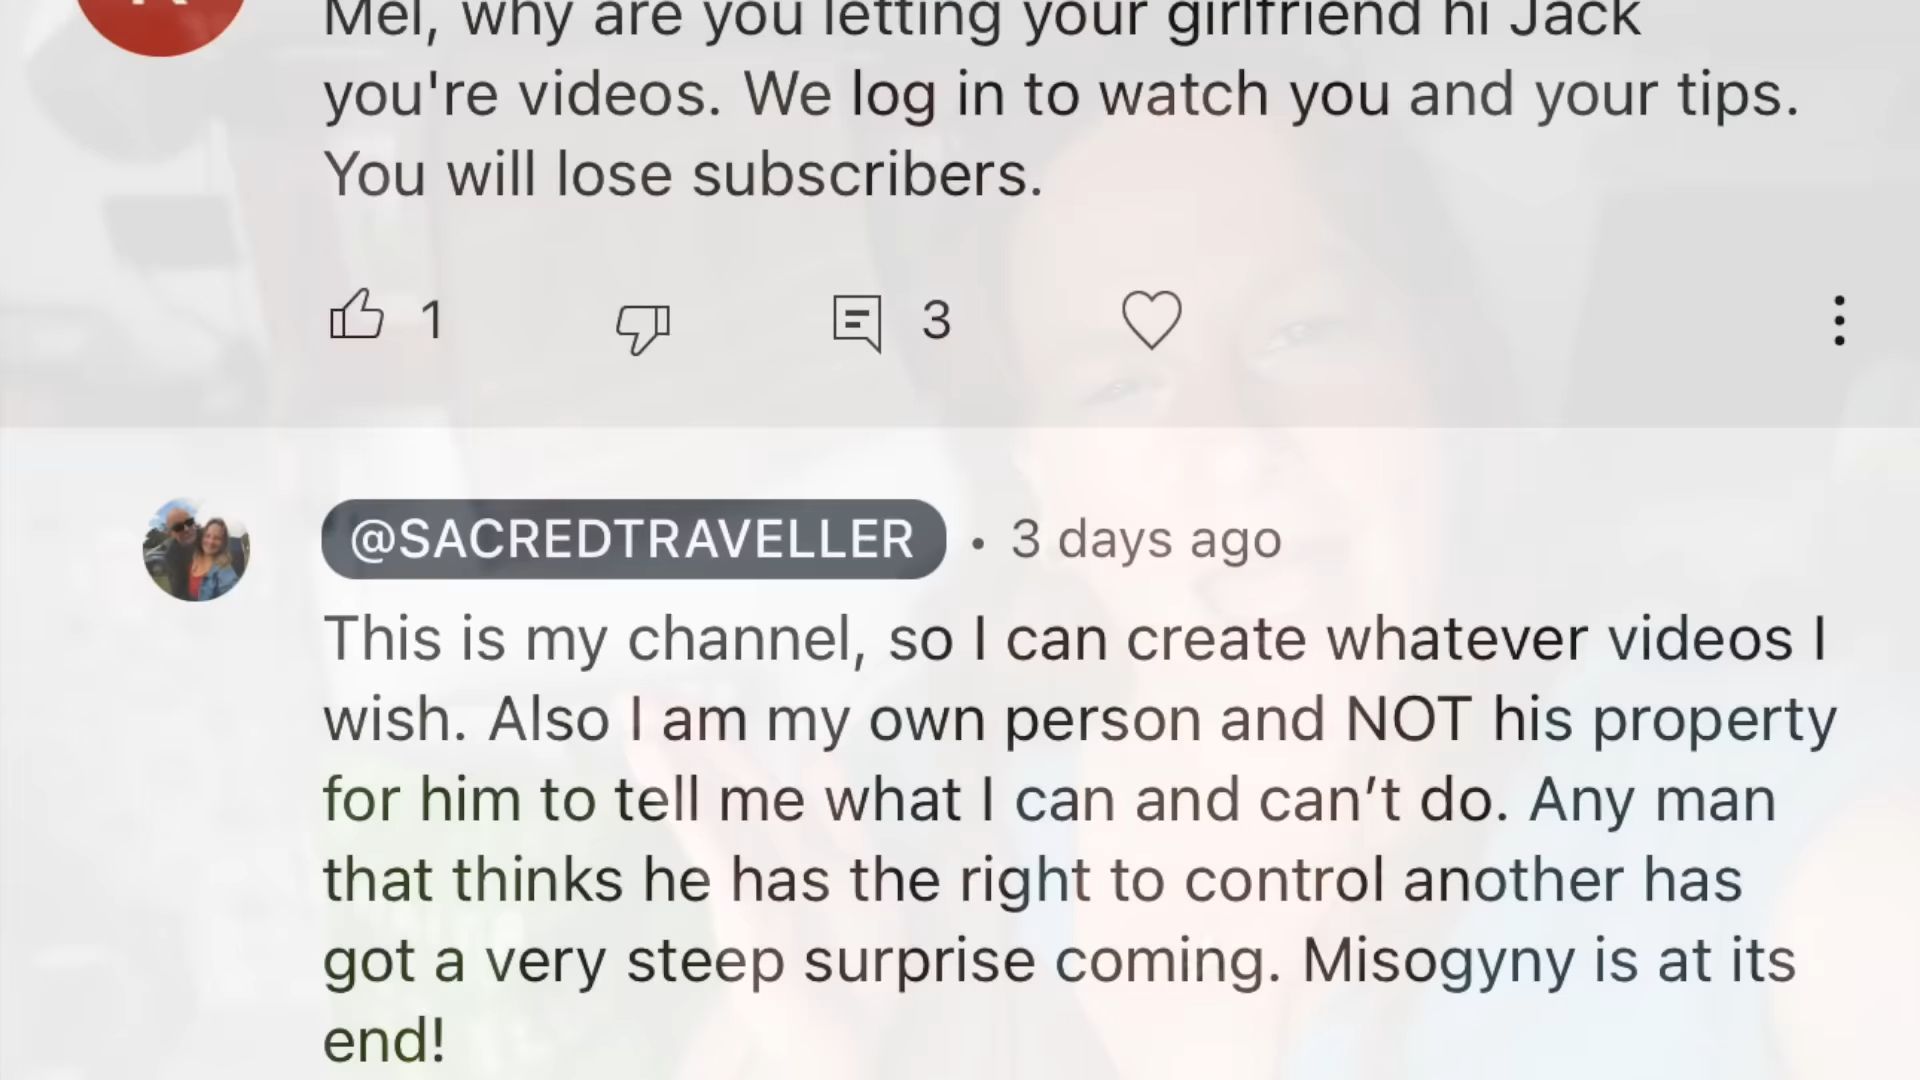 Mel, why are you letting your girlfriend hi Jack
you're videos. We log in to watch you and your tips.
You will lose subscribers.
1 3
@SACREDTRAVELLER • 3 days ago
This is my channel, so I can create whatever videos I
wish. Also I am my own person and NOT his property
for him to tell me what I can and can’t do. Any man
that thinks he has the right to control another has
got a very steep surprise coming. Misogyny is at its
end!